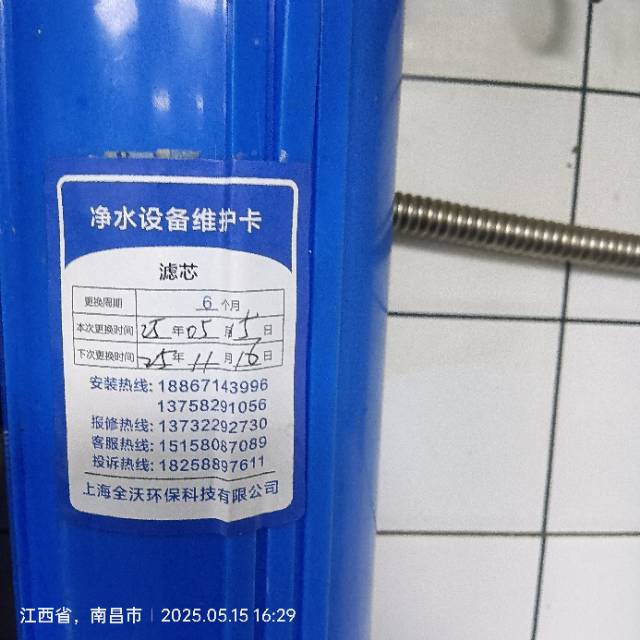 净水设备维护卡
滤芯
更换周期 6 个月
本次更换时间 25 年 05 月 15 日
下次更换时间 25 年 11 月 16 日
安装热线: 18867143996
13758291056
报修热线: 13732292730
客服热线: 15158087089
投诉热线: 18258897611
上海全沃环保科技有限公司
江西省，南昌市 | 2025.05.15 16:29